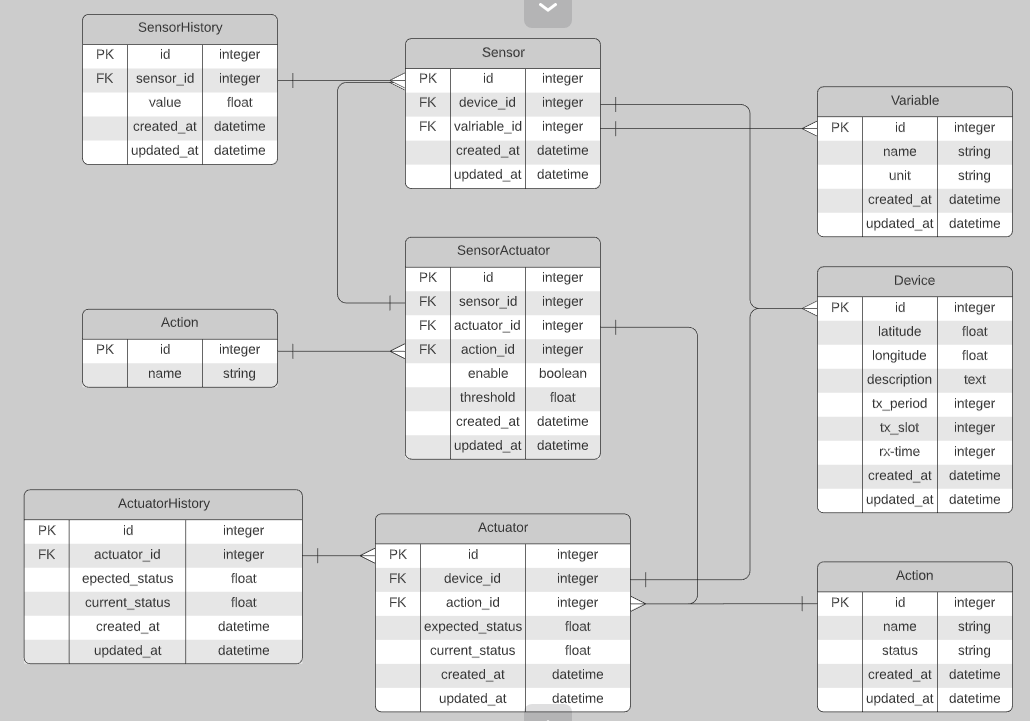 SensorHistory
PK id integer
FK sensor_id integer
value float
created_at datetime
updated_at datetime
Sensor
PK id integer
FK device_id integer
FK valriable_id integer
created_at datetime
updated_at datetime
Variable
PK id integer
name string
unit string
created_at datetime
updated_at datetime
SensorActuator
PK id integer
FK sensor_id integer
FK actuator_id integer
FK action_id integer
enable boolean
threshold float
created_at datetime
updated_at datetime
Device
PK id integer
latitude float
longitude float
description text
tx_period integer
tx_slot integer
rx-time integer
created_at datetime
updated_at datetime
Action
PK id integer
name string
ActuatorHistory
PK id integer
FK actuator_id integer
epected_status float
current_status float
created_at datetime
updated_at datetime
Actuator
PK id integer
FK device_id integer
FK action_id integer
expected_status float
current_status float
created_at datetime
updated_at datetime
Action
PK id integer
name string
status string
created_at datetime
updated_at datetime